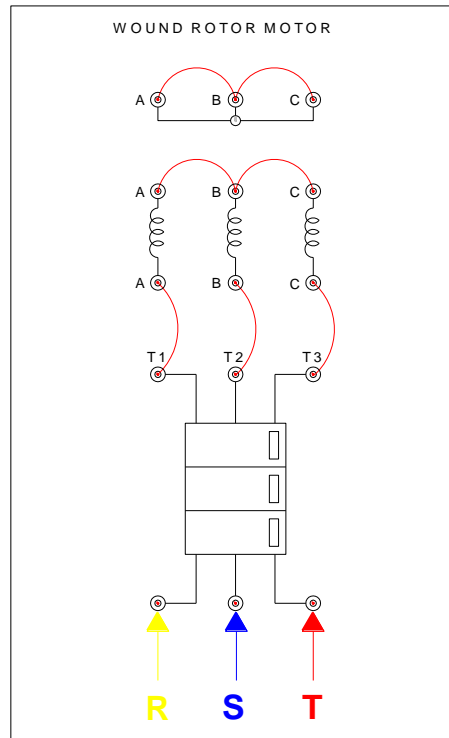 WOUND ROTOR MOTOR
A B C
A B C
A B C
T1 T2 T3
R S T